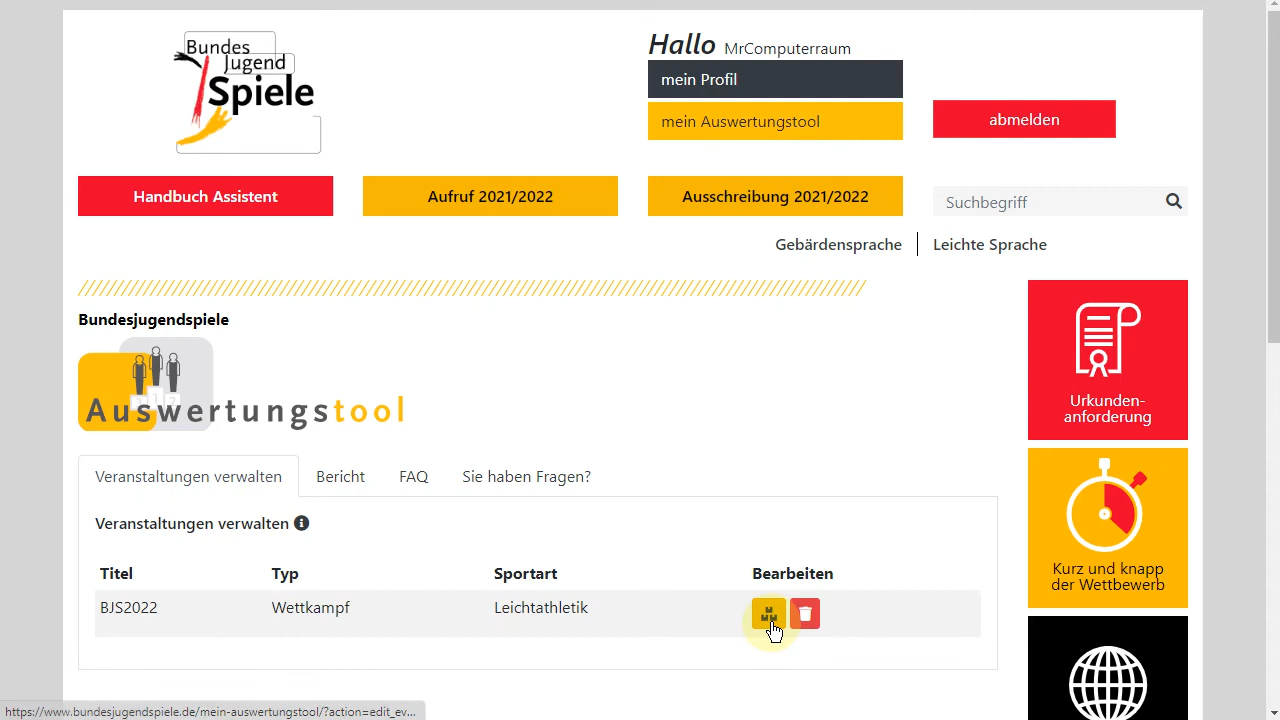 Bundes
Jugend
Spiele
Hallo MrComputerraum
mein Profil
mein Auswertungstool
abmelden
Handbuch Assistent
Aufruf 2021/2022
Ausschreibung 2021/2022
Suchbegriff
Gebärdensprache
Leichte Sprache
Bundesjugendspiele
Auswertungstool
Veranstaltungen verwalten
Bericht
FAQ
Sie haben Fragen?
Veranstaltungen verwalten
Titel Typ Sportart Bearbeiten
BJS2022 Wettkampf Leichtathletik
Urkunden-
anforderung
Kurz und knapp
der Wettbewerb
https://www.bundesjugendspiele.de/mein-auswertungstool/?action=edit_ev...